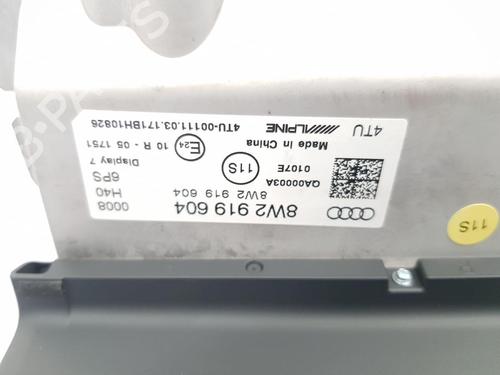 8W2 919 604
0008
8W2 919 604
H40
QA00003A
11S
6PS
0107E
Display 7
Made in China
E24
10 R - 05 1751
ALPINE
4TU
4TU-00111.03.171BH10826
11S